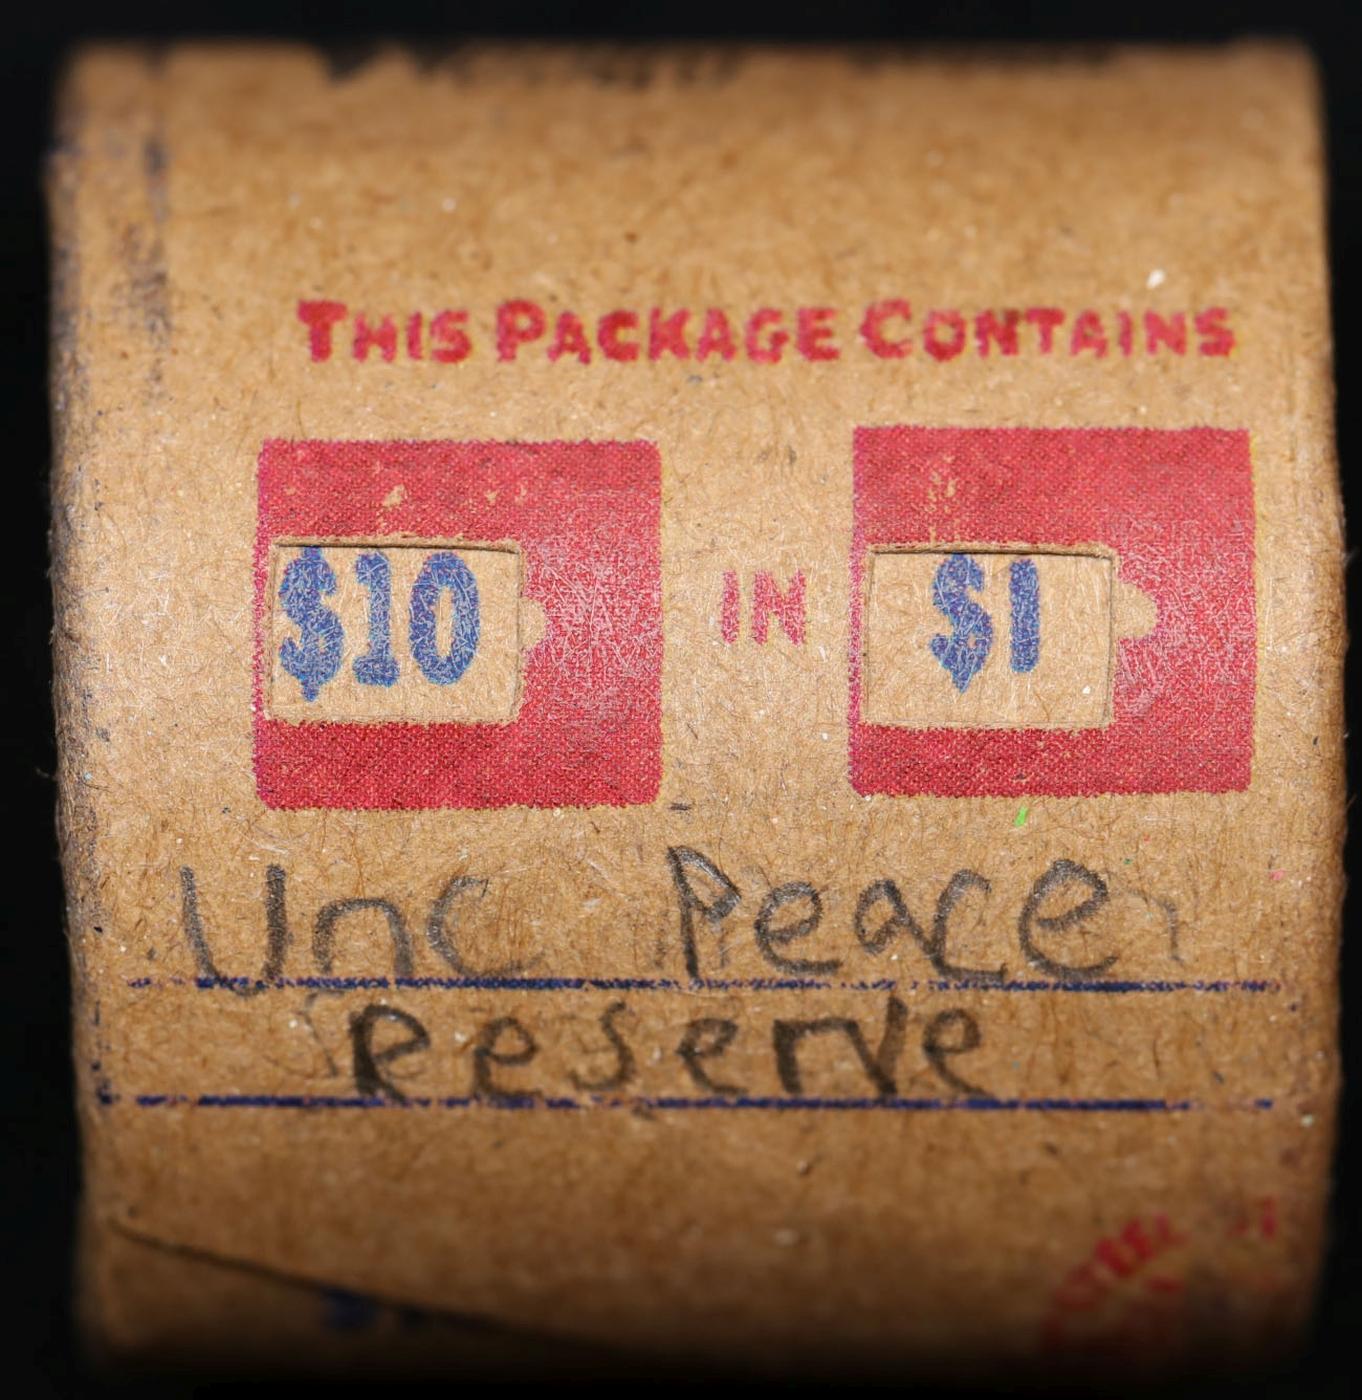 THIS PACKAGE CONTAINS
$10 IN $1
Unc Peace
Reserve